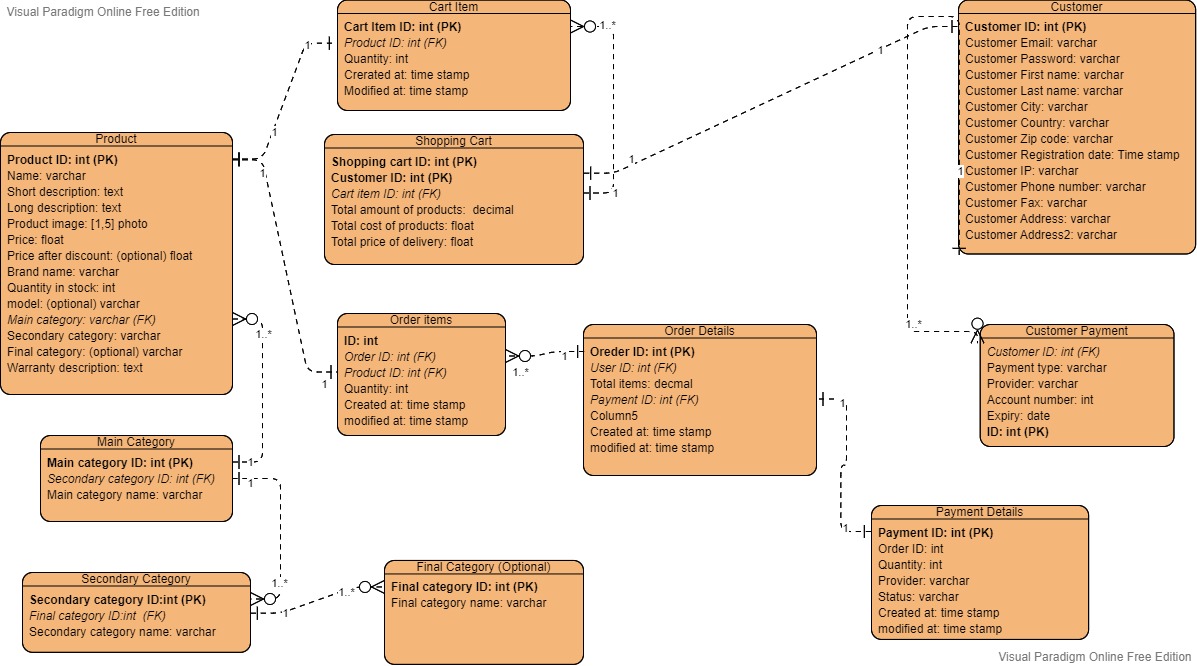 Visual Paradigm Online Free Edition
Cart Item
Cart Item ID: int (PK)
Product ID: int (FK)
Quantity: int
Crerated at: time stamp
Modified at: time stamp
1..*
1
1
Customer
Customer ID: int (PK)
Customer Email: varchar
Customer Password: varchar
Customer First name: varchar
Customer Last name: varchar
Customer City: varchar
Customer Country: varchar
Customer Zip code: varchar
Customer Registration date: Time stamp
Customer IP: varchar
Customer Phone number: varchar
Customer Fax: varchar
Customer Address: varchar
Customer Address2: varchar
1
1
Product
Product ID: int (PK)
Name: varchar
Short description: text
Long description: text
Product image: [1,5] photo
Price: float
Price after discount: (optional) float
Brand name: varchar
Quantity in stock: int
model: (optional) varchar
Main category: varchar (FK)
Secondary category: varchar
Final category: (optional) varchar
Warranty description: text
1
1..*
Shopping Cart
Shopping cart ID: int (PK)
Customer ID: int (PK)
Cart item ID: int (FK)
Total amount of products:  decimal
Total cost of products: float
Total price of delivery: float
1
1
Order items
ID: int
Order ID: int (FK)
Product ID: int (FK)
Quantity: int
Created at: time stamp
modified at: time stamp
1
1..*
1
Order Details
Oreder ID: int (PK)
User ID: int (FK)
Total items: decmal
Payment ID: int (FK)
Column5
Created at: time stamp
modified at: time stamp
1
1..*
Customer Payment
Customer ID: int (FK)
Payment type: varchar
Provider: varchar
Account number: int
Expiry: date
ID: int (PK)
Main Category
Main category ID: int (PK)
Secondary category ID: int (FK)
Main category name: varchar
1
1
1
Payment Details
Payment ID: int (PK)
Order ID: int
Quantity: int
Provider: varchar
Status: varchar
Created at: time stamp
modified at: time stamp
Secondary Category
Secondary category ID:int (PK)
Final category ID:int  (FK)
Secondary category name: varchar
1..*
1
1..*
Final Category (Optional)
Final category ID: int (PK)
Final category name: varchar
Visual Paradigm Online Free Edition